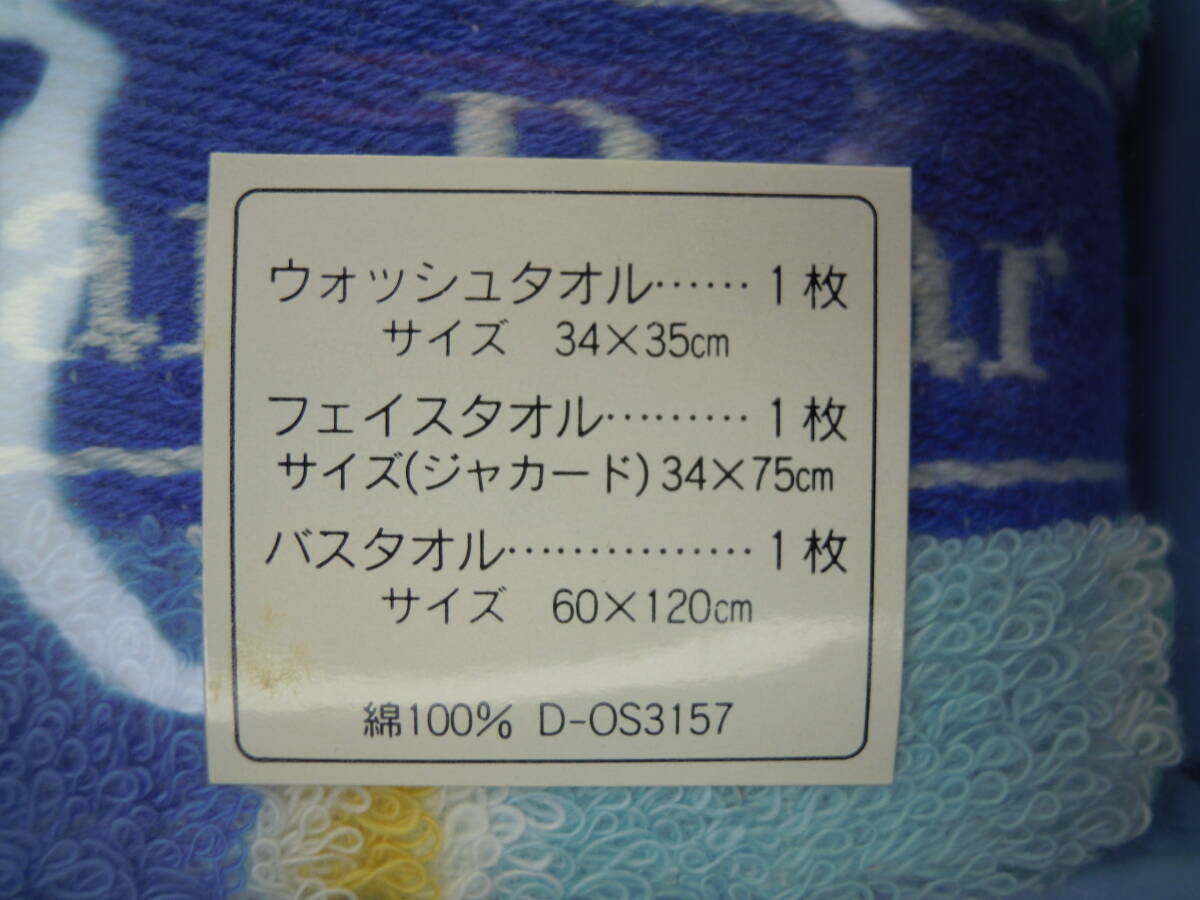 ウォッシュタオル…… 1枚
サイズ　34×35cm
フェイスタオル……… 1枚
サイズ(ジャカード) 34×75cm
バスタオル…………… 1枚
サイズ　60×120cm
綿100% D-OS3157